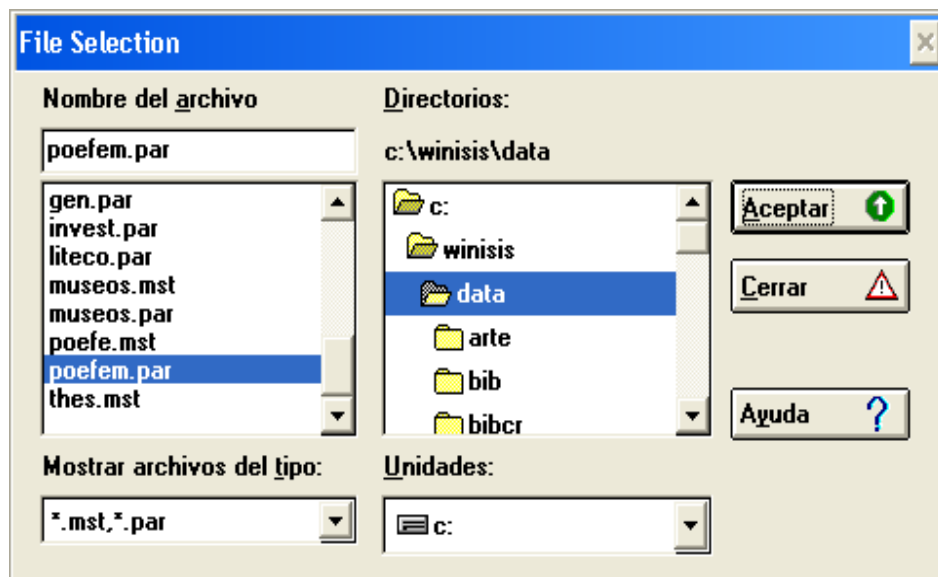 File Selection
Nombre del archivo
poefem.par
gen.par
invest.par
liteco.par
museos.mst
museos.par
poefe.mst
poefem.par
thes.mst
Mostrar archivos del tipo:
*.mst,*.par
Directorios:
c:\winisis\data
c:
winisis
data
arte
bib
bibcr
Unidades:
c:
Aceptar
Cerrar
Ayuda ?